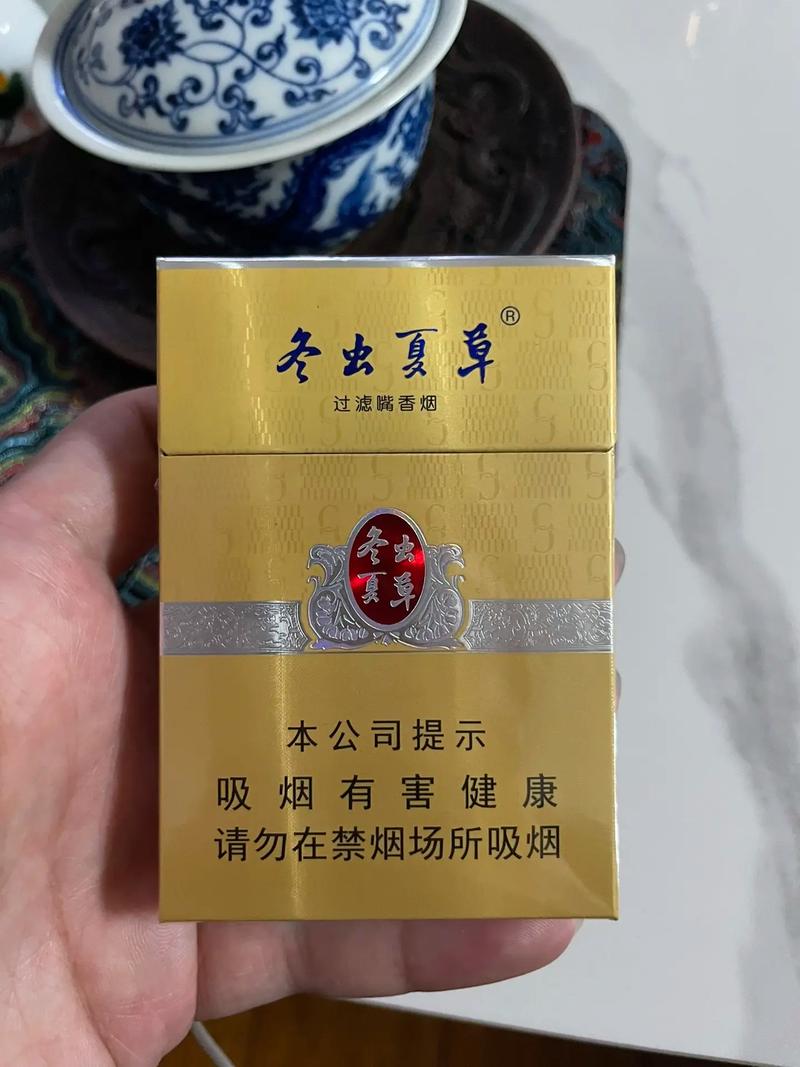 冬虫夏草®
过滤嘴香烟
冬虫
夏草
本公司提示
吸烟有害健康
请勿在禁烟场所吸烟